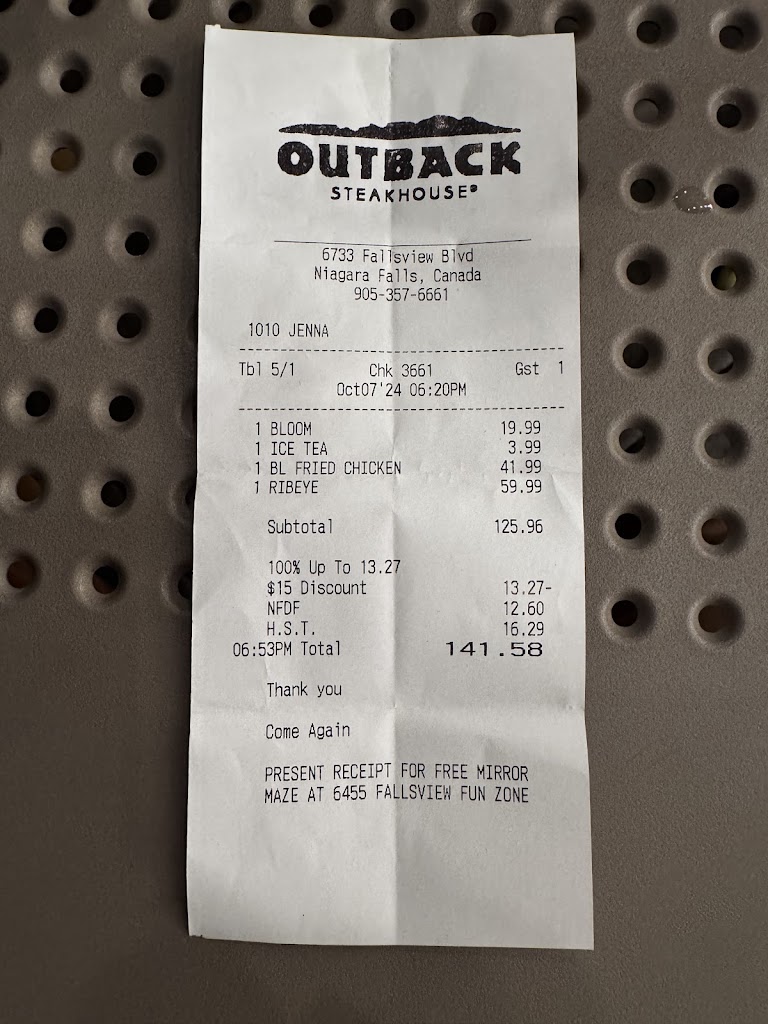 OUTBACK
STEAKHOUSE®
6733 Fallsview Blvd
Niagara Falls, Canada
905-357-6661
1010 JENNA
Tbl 5/1 Chk 3661 Gst 1
Oct07'24 06:20PM
1 BLOOM 19.99
1 ICE TEA 3.99
1 BL FRIED CHICKEN 41.99
1 RIBEYE 59.99
Subtotal 125.96
100% Up To 13.27
$15 Discount 13.27-
NFDF 12.60
H.S.T. 16.29
06:53PM Total 141.58
Thank you
Come Again
PRESENT RECEIPT FOR FREE MIRROR
MAZE AT 6455 FALLSVIEW FUN ZONE